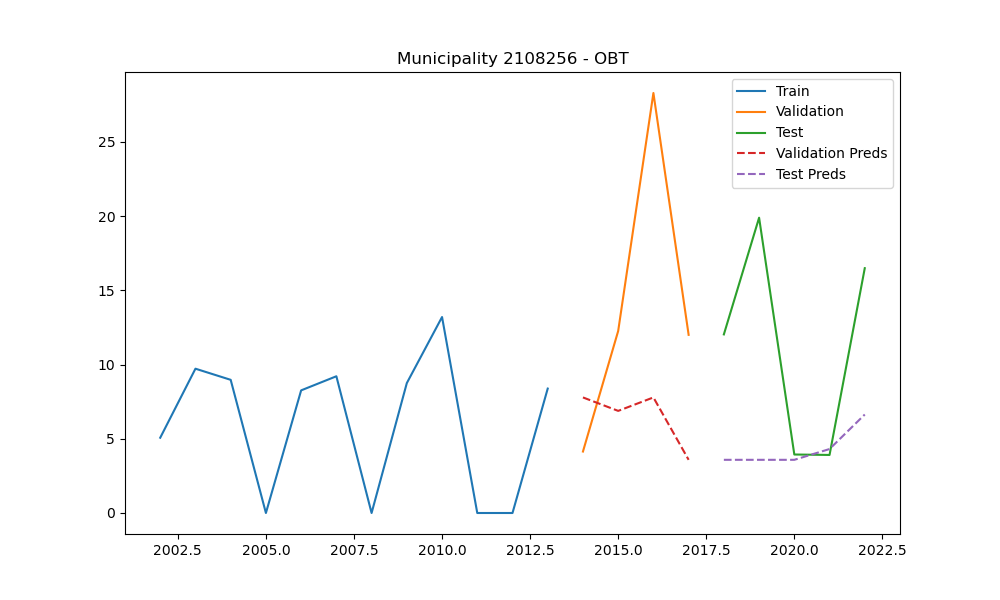 Municipality 2108256 - OBT
Train
Validation
Test
Validation Preds
Test Preds
25
20
15
10
5
0
2002.5 2005.0 2007.5 2010.0 2012.5 2015.0 2017.5 2020.0 2022.5